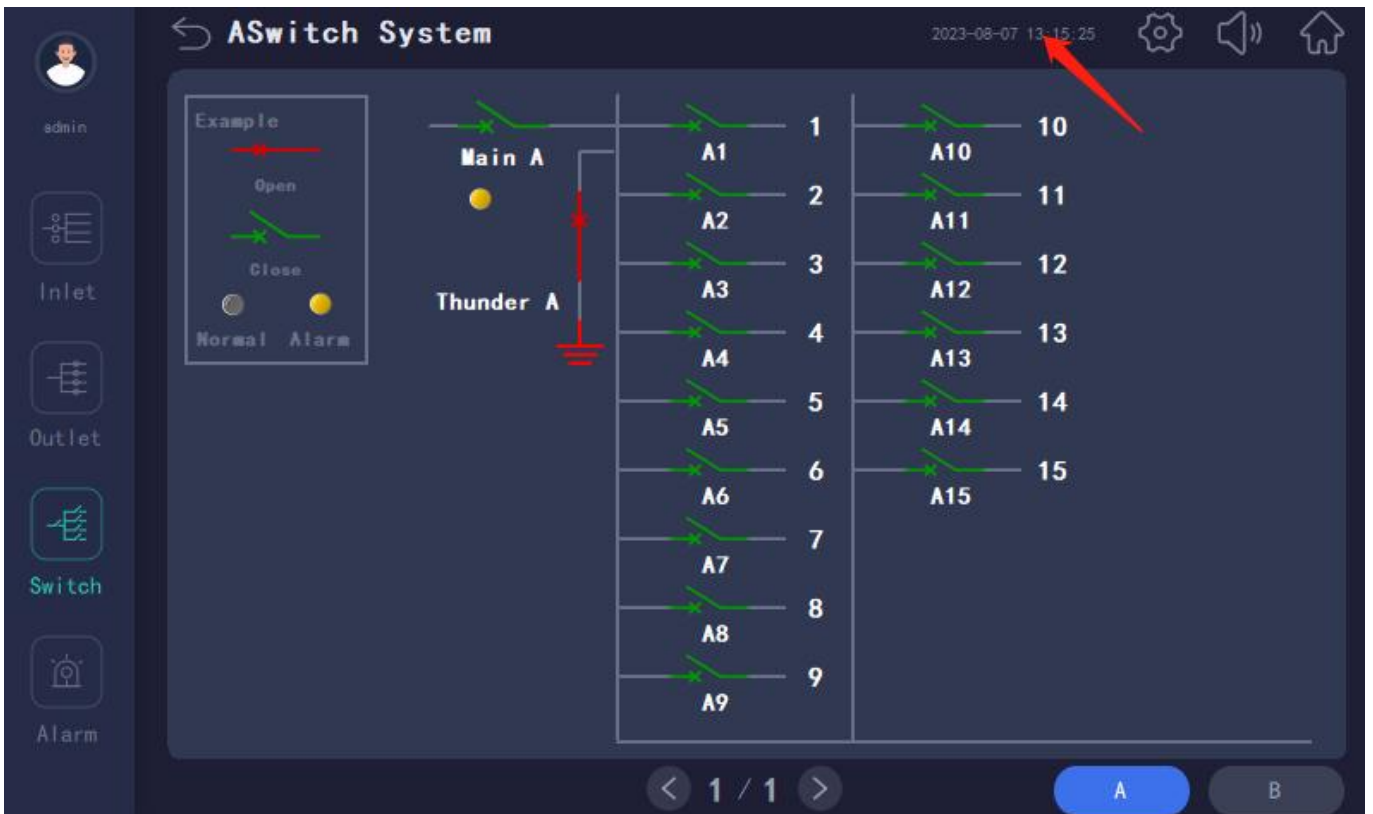 ASwitch System
2023-08-07 13:15:25
admin
Inlet
Outlet
Switch
Alarm
Example
Open
Close
Normal Alarm
Main A
Thunder A
1
A1
2
A2
3
A3
4
A4
5
A5
6
A6
7
A7
8
A8
9
A9
10
A10
11
A11
12
A12
13
A13
14
A14
15
A15
1 / 1
A
B